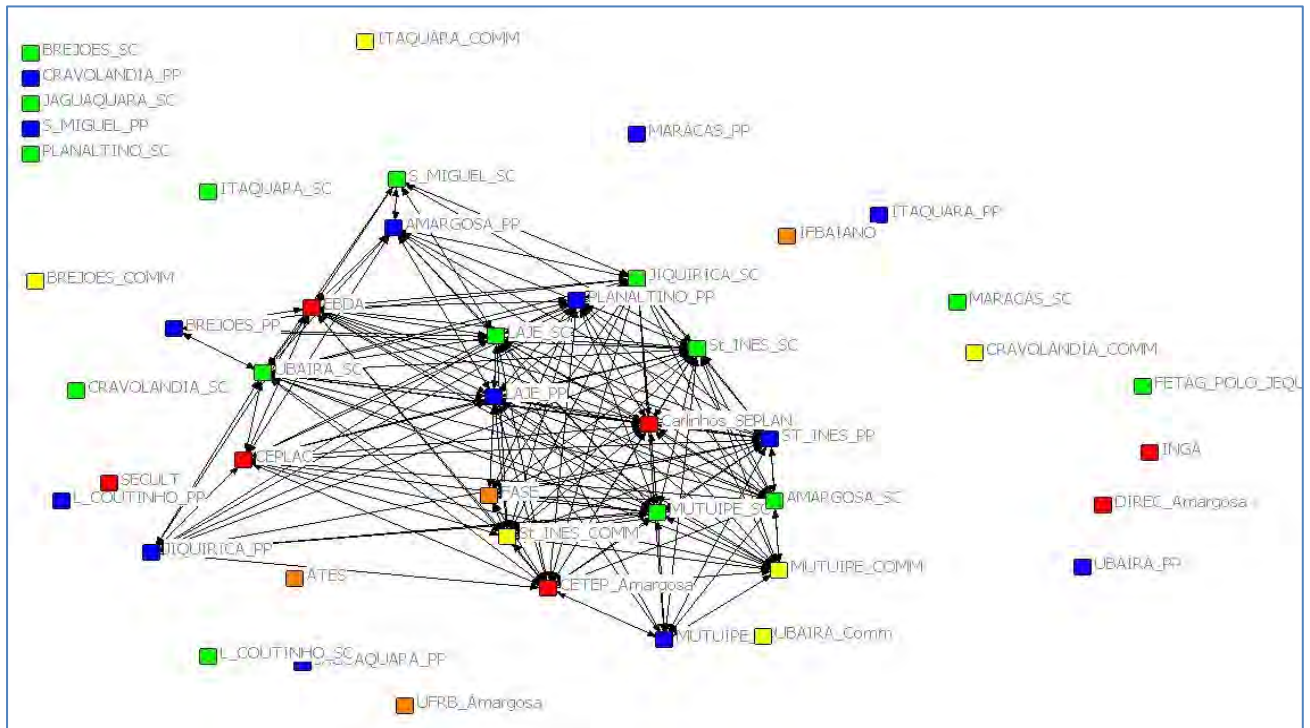 ITAQUARA_COMM
BREJOES_SC
CRAVOLANDIA_PP
JAGUAQUARA_SC
S_MIGUEL_PP
PLANALTINO_SC
MARACAS_PP
S_MIGUEL_SC
ITAQUARA_SC
ITAQUARA_PP
AMARGOSA_PP
IFBAIANO
JIQUIRICA_SC
BREJOES_COMM
PLANALTINO_PP
MARACAS_SC
EBDA
BREJOES_PP
LAJE_SC
St_INES_SC
CRAVOLANDIA_COMM
UBAIRA_SC
CRAVOLANDIA_SC
FETAG_POLO_JEQU
LAJE_PP
Carlinhos_SEPLAN
ST_INES_PP
INGÁ
CEPLAC
SECULT
L_COUTINHO_PP
FASE
AMARGOSA_SC
DIREC_Amargosa
MUTUIPE_SC
St_INES_COMM
JIQUIRICA_PP
UBAIRA_PP
MUTUIPE_COMM
ATES
CETEP_Amargosa
MUTUIPE_
UBAIRA_Comm
L_COUTINHO_SC
AQUARA_PP
UFRB_Amargosa